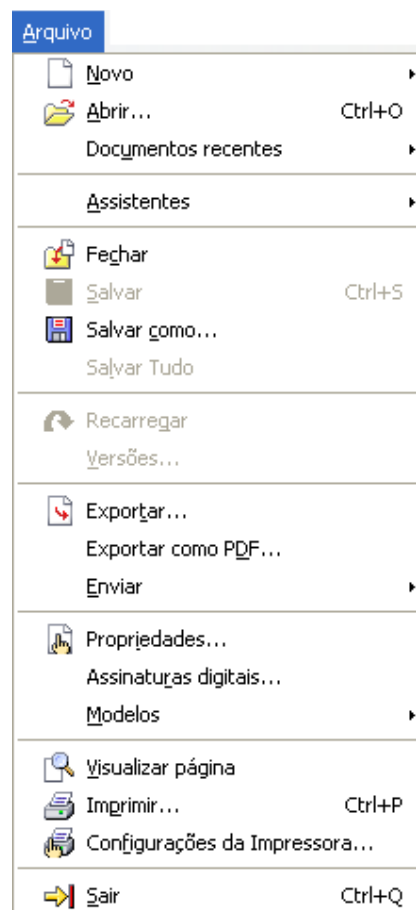 Arquivo
Novo
Abrir... Ctrl+O
Documentos recentes
Assistentes
Fechar
Salvar Ctrl+S
Salvar como...
Salvar Tudo
Recarregar
Versões...
Exportar...
Exportar como PDF...
Enviar
Propriedades...
Assinaturas digitais...
Modelos
Visualizar página
Imprimir... Ctrl+P
Configurações da Impressora...
Sair Ctrl+Q